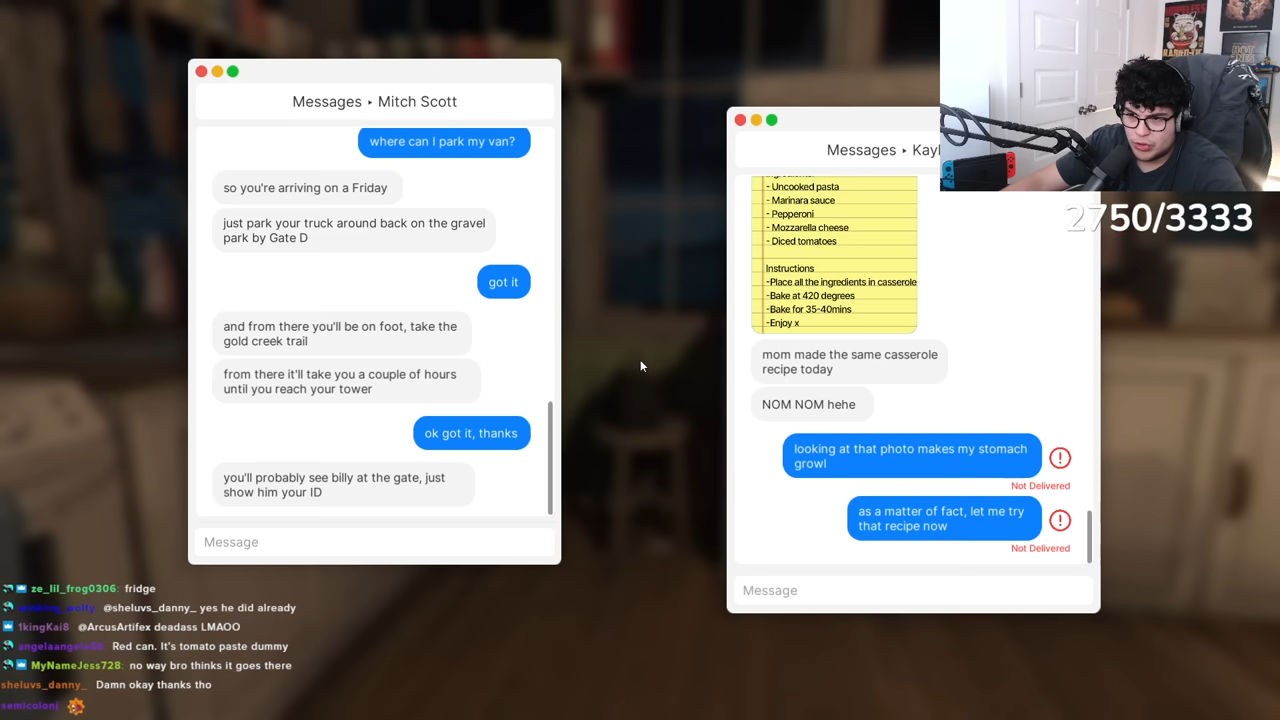 Messages ▸ Mitch Scott
where can I park my van?
so you're arriving on a Friday
just park your truck around back on the gravel
park by Gate D
got it
and from there you'll be on foot, take the
gold creek trail
from there it'll take you a couple of hours
until you reach your tower
ok got it, thanks
you'll probably see billy at the gate, just
show him your ID
Message
Messages ▸ Kayl
- Uncooked pasta
- Marinara sauce
- Pepperoni
- Mozzarella cheese
- Diced tomatoes
Instructions
-Place all the ingredients in casserole
-Bake at 420 degrees
-Bake for 35-40mins
-Enjoy x
mom made the same casserole
recipe today
NOM NOM hehe
looking at that photo makes my stomach
growl
Not Delivered
as a matter of fact, let me try
that recipe now
Not Delivered
Message
2750/3333
ze_lil_frog0306: fridge
@sheluvs_danny_ yes he did already
1kingKai8: @ArcusArtifex deadass LMAOO
Red can. It's tomato paste dummy
MyNameJess728: no way bro thinks it goes there
sheluvs_danny_ Damn okay thanks tho
semicolonj